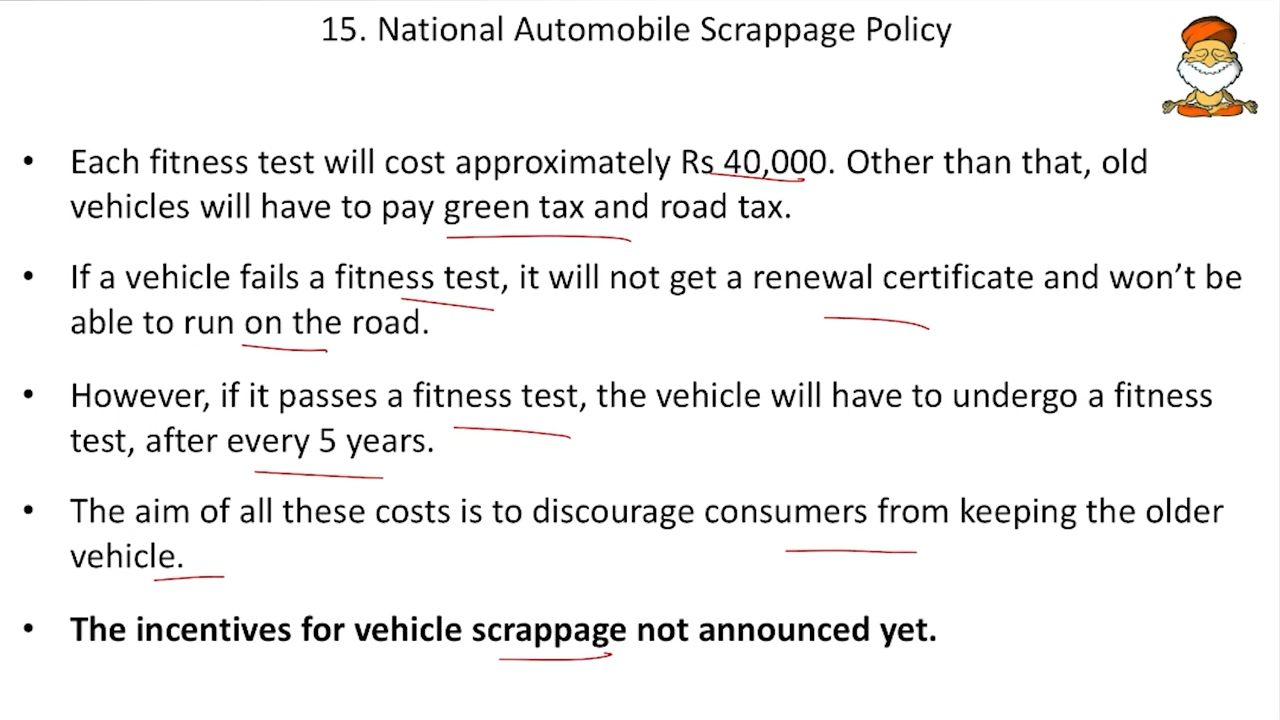 15. National Automobile Scrappage Policy
• Each fitness test will cost approximately Rs 40,000. Other than that, old
vehicles will have to pay green tax and road tax.
• If a vehicle fails a fitness test, it will not get a renewal certificate and won’t be
able to run on the road.
• However, if it passes a fitness test, the vehicle will have to undergo a fitness
test, after every 5 years.
• The aim of all these costs is to discourage consumers from keeping the older
vehicle.
• The incentives for vehicle scrappage not announced yet.